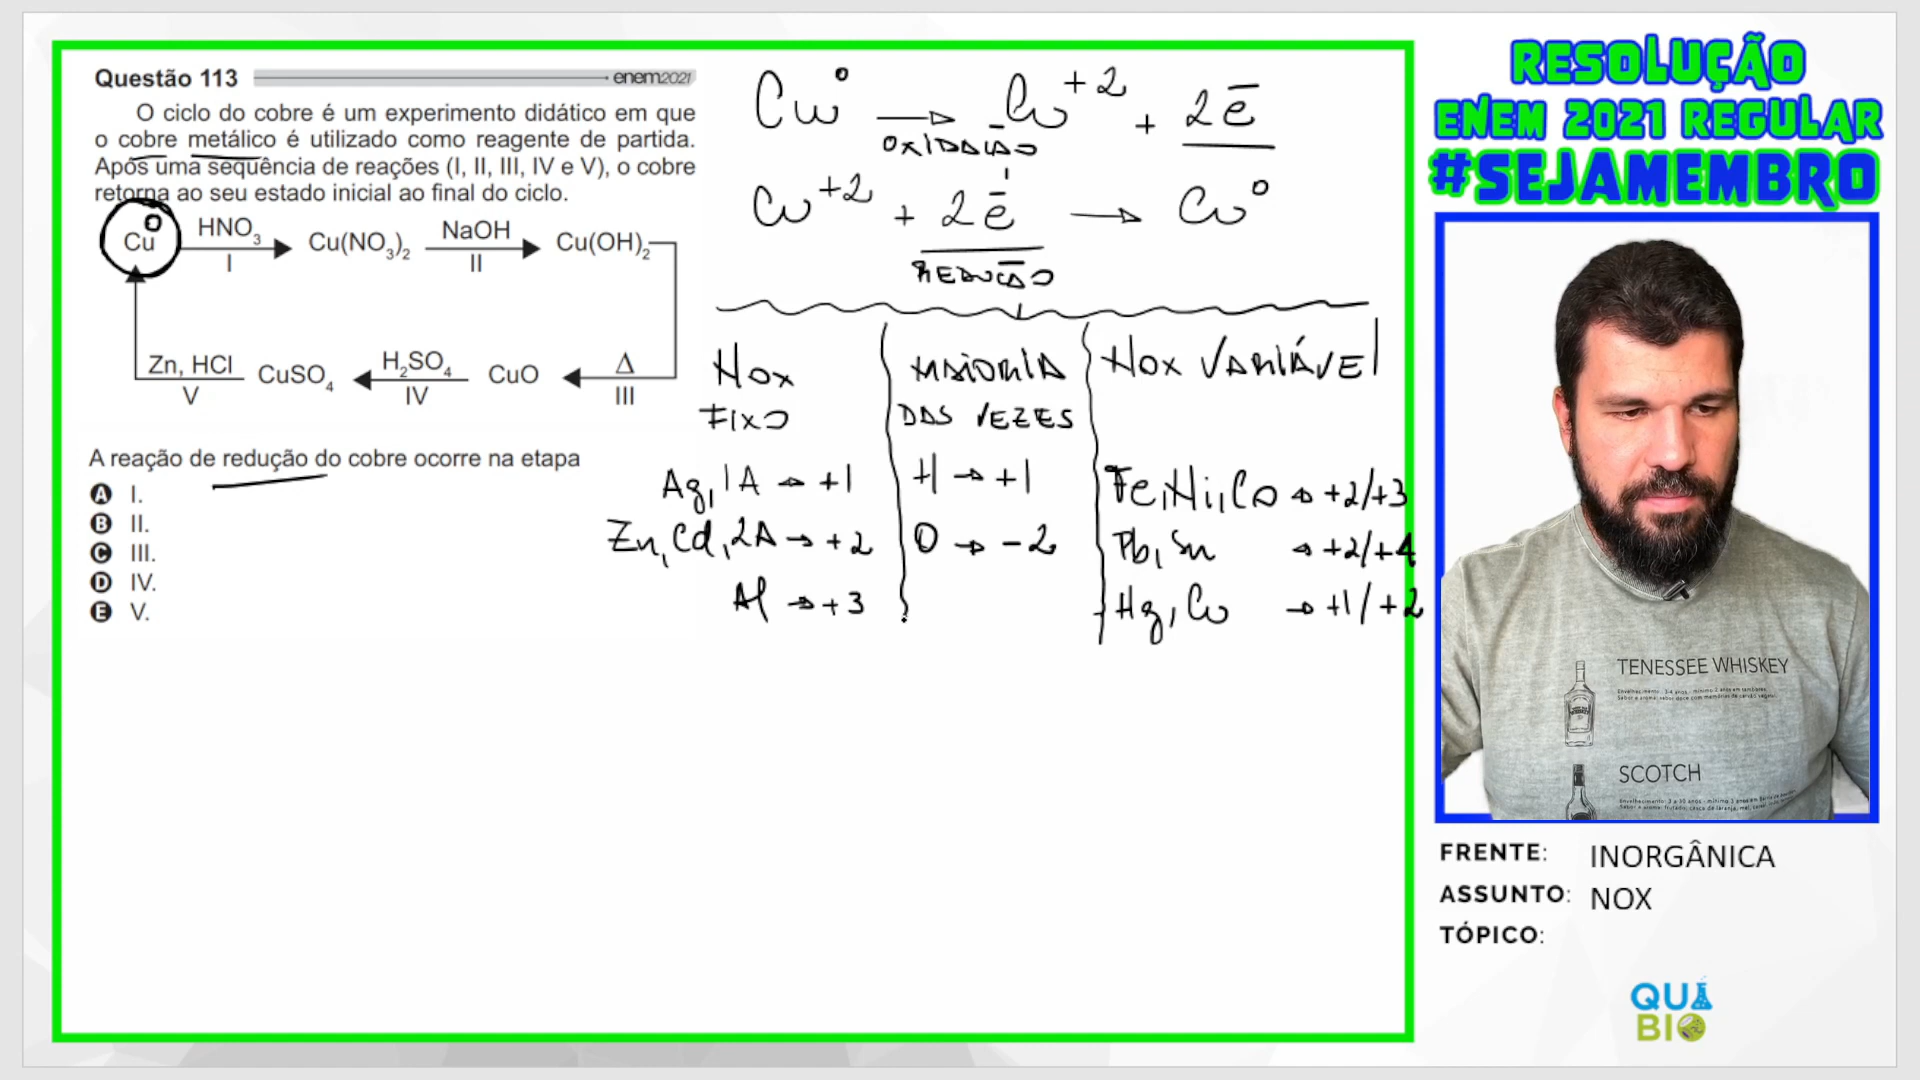 Questão 113
enem2021
O ciclo do cobre é um experimento didático em que
o cobre metálico é utilizado como reagente de partida.
Após uma sequência de reações (I, II, III, IV e V), o cobre
retorna ao seu estado inicial ao final do ciclo.
Cu⁰ HNO₃ I Cu(NO₃)₂ NaOH II Cu(OH)₂
Zn, HCl V CuSO₄ H₂SO₄ IV CuO Δ III
A reação de redução do cobre ocorre na etapa
A I.
B II.
C III.
D IV.
E V.
Cu⁰ → Cu⁺² + 2e⁻
OXIDAÇÃO
Cu⁺² + 2e⁻ → Cu⁰
REDUÇÃO
NOX FIXO
Ag, 1A → +1
Zn, Cd, 2A → +2
Al → +3
MAIORIA DAS VEZES
H → +1
O → -2
NOX VARIÁVEL
Fe, Ni, Co → +2/+3
Pb, Sn → +2/+4
Hg, Cu → +1/+2
RESOLUÇÃO
ENEM 2021 REGULAR
#SEJAMEMBRO
TENESSEE WHISKEY
SCOTCH
FRENTE: INORGÂNICA
ASSUNTO: NOX
TÓPICO:
QUI
BIO